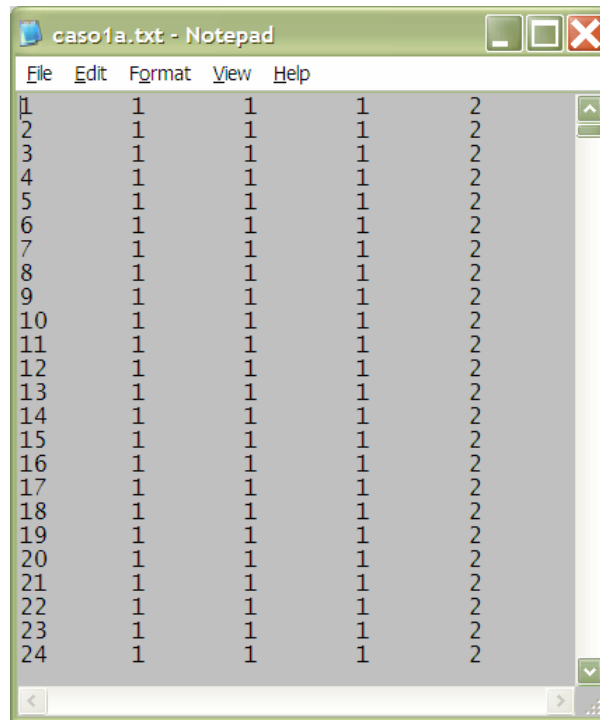 caso1a.txt - Notepad
File Edit Format View Help
1 1 1 1 2
2 1 1 1 2
3 1 1 1 2
4 1 1 1 2
5 1 1 1 2
6 1 1 1 2
7 1 1 1 2
8 1 1 1 2
9 1 1 1 2
10 1 1 1 2
11 1 1 1 2
12 1 1 1 2
13 1 1 1 2
14 1 1 1 2
15 1 1 1 2
16 1 1 1 2
17 1 1 1 2
18 1 1 1 2
19 1 1 1 2
20 1 1 1 2
21 1 1 1 2
22 1 1 1 2
23 1 1 1 2
24 1 1 1 2